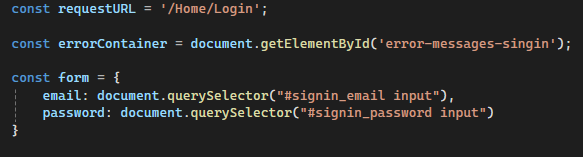 const requestURL = '/Home/Login';
const errorContainer = document.getElementById('error-messages-singin');
const form = {
email: document.querySelector("#signin_email input"),
password: document.querySelector("#signin_password input")
}